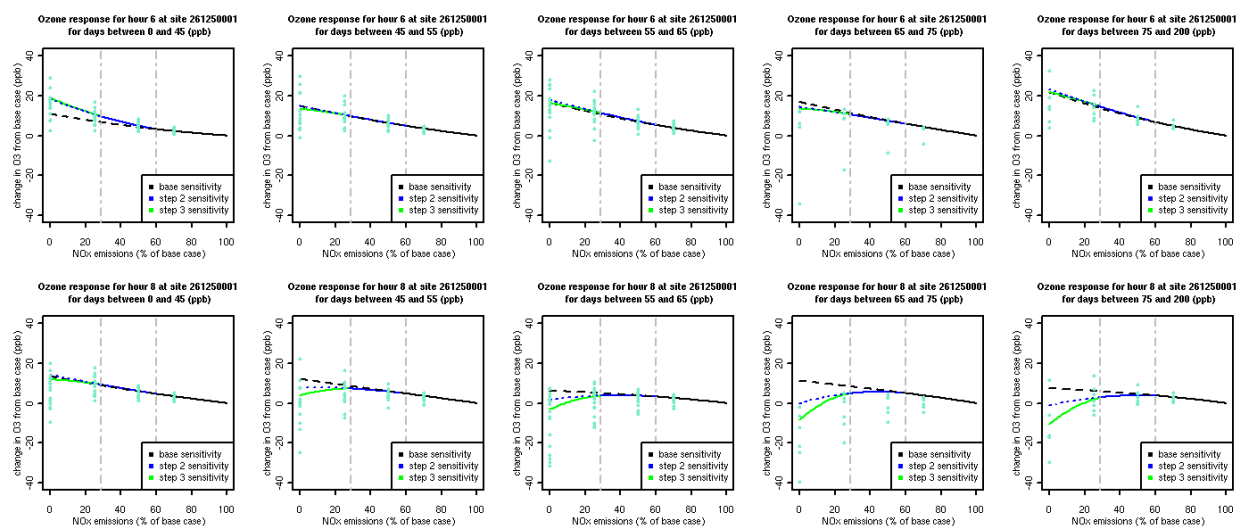 Ozone response for hour 6 at site 261250001
for days between 0 and 45 (ppb)
change in O3 from base case (ppb)
40
20
0
-20
-40
base sensitivity
step 2 sensitivity
step 3 sensitivity
0 20 40 60 80 100
NOx emissions (% of base case)
Ozone response for hour 6 at site 261250001
for days between 45 and 55 (ppb)
change in O3 from base case (ppb)
40
20
0
-20
-40
base sensitivity
step 2 sensitivity
step 3 sensitivity
0 20 40 60 80 100
NOx emissions (% of base case)
Ozone response for hour 6 at site 261250001
for days between 55 and 65 (ppb)
change in O3 from base case (ppb)
40
20
0
-20
-40
base sensitivity
step 2 sensitivity
step 3 sensitivity
0 20 40 60 80 100
NOx emissions (% of base case)
Ozone response for hour 6 at site 261250001
for days between 65 and 75 (ppb)
change in O3 from base case (ppb)
40
20
0
-20
-40
base sensitivity
step 2 sensitivity
step 3 sensitivity
0 20 40 60 80 100
NOx emissions (% of base case)
Ozone response for hour 6 at site 261250001
for days between 75 and 200 (ppb)
change in O3 from base case (ppb)
40
20
0
-20
-40
base sensitivity
step 2 sensitivity
step 3 sensitivity
0 20 40 60 80 100
NOx emissions (% of base case)
Ozone response for hour 8 at site 261250001
for days between 0 and 45 (ppb)
change in O3 from base case (ppb)
40
20
0
-20
-40
base sensitivity
step 2 sensitivity
step 3 sensitivity
0 20 40 60 80 100
NOx emissions (% of base case)
Ozone response for hour 8 at site 261250001
for days between 45 and 55 (ppb)
change in O3 from base case (ppb)
40
20
0
-20
-40
base sensitivity
step 2 sensitivity
step 3 sensitivity
0 20 40 60 80 100
NOx emissions (% of base case)
Ozone response for hour 8 at site 261250001
for days between 55 and 65 (ppb)
change in O3 from base case (ppb)
40
20
0
-20
-40
base sensitivity
step 2 sensitivity
step 3 sensitivity
0 20 40 60 80 100
NOx emissions (% of base case)
Ozone response for hour 8 at site 261250001
for days between 65 and 75 (ppb)
change in O3 from base case (ppb)
40
20
0
-20
-40
base sensitivity
step 2 sensitivity
step 3 sensitivity
0 20 40 60 80 100
NOx emissions (% of base case)
Ozone response for hour 8 at site 261250001
for days between 75 and 200 (ppb)
change in O3 from base case (ppb)
40
20
0
-20
-40
base sensitivity
step 2 sensitivity
step 3 sensitivity
0 20 40 60 80 100
NOx emissions (% of base case)